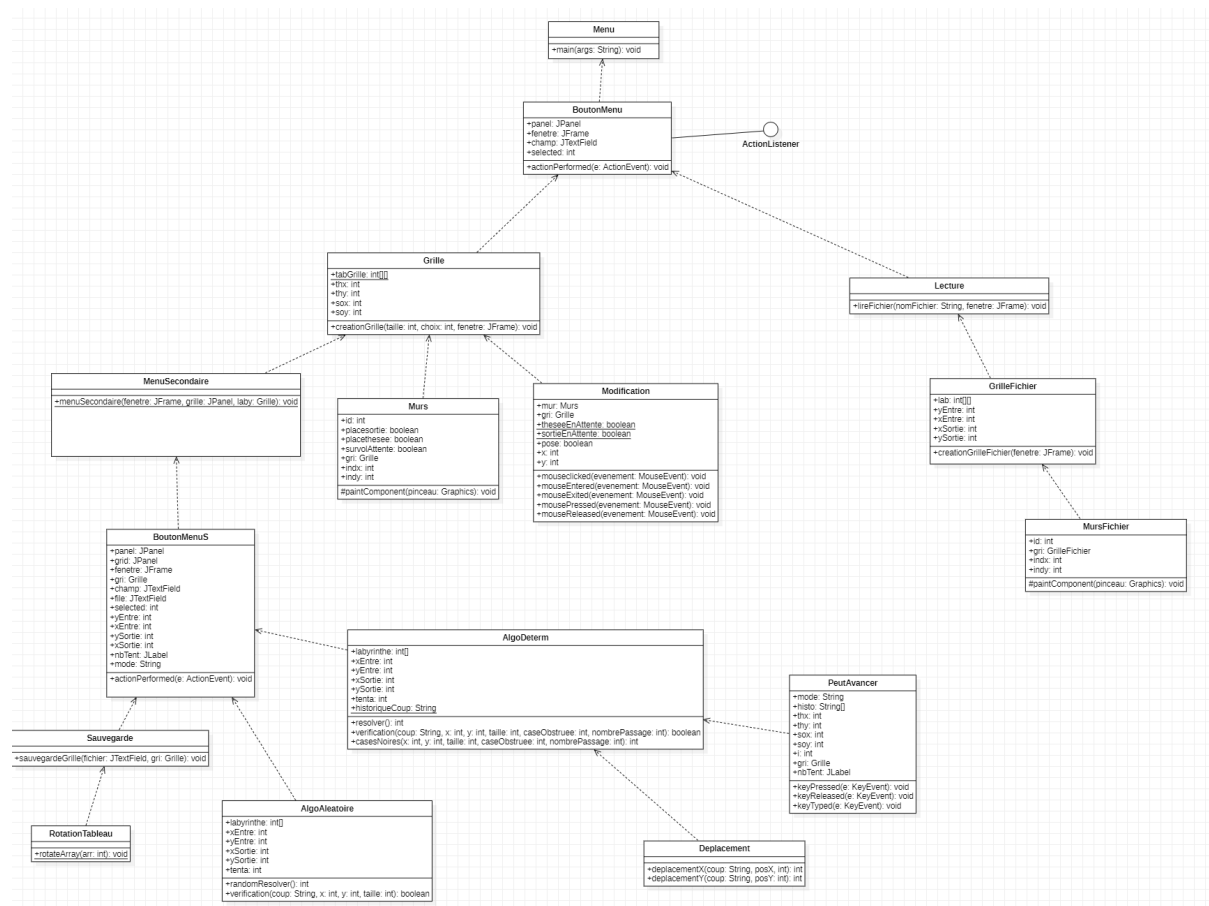 Menu
+main(args: String): void
BoutonMenu
+panel: JPanel
+fenetre: JFrame
+champ: JTextField
+selected: int
+actionPerformed(e: ActionEvent): void
ActionListener
Grille
+tabGrille: int[][]
+thx: int
+thy: int
+sox: int
+soy: int
+creationGrille(taille: int, choix: int, fenetre: JFrame): void
Lecture
+lireFichier(nomFichier: String, fenetre: JFrame): void
MenuSecondaire
+menuSecondaire(fenetre: JFrame, grille: JPanel, laby: Grille): void
Murs
+id: int
+placesortie: boolean
+placethesee: boolean
+survolAttente: boolean
+gri: Grille
+indx: int
+indy: int
#paintComponent(pinceau: Graphics): void
Modification
+mur: Murs
+gri: Grille
+theseeEnAttente: boolean
+sortieEnAttente: boolean
+pose: boolean
+x: int
+y: int
+mouseclicked(evenement: MouseEvent): void
+mouseEntered(evenement: MouseEvent): void
+mouseExited(evenement: MouseEvent): void
+mousePressed(evenement: MouseEvent): void
+mouseReleased(evenement: MouseEvent): void
GrilleFichier
+lab: int[][]
+yEntre: int
+xEntre: int
+xSortie: int
+ySortie: int
+creationGrilleFichier(fenetre: JFrame): void
MursFichier
+id: int
+gri: GrilleFichier
+indx: int
+indy: int
#paintComponent(pinceau: Graphics): void
BoutonMenuS
+panel: JPanel
+grid: JPanel
+fenetre: JFrame
+gri: Grille
+champ: JTextField
+file: JTextField
+selected: int
+yEntre: int
+xEntre: int
+ySortie: int
+xSortie: int
+nbTent: JLabel
+mode: String
+actionPerformed(e: ActionEvent): void
AlgoDeterm
+labyrinthe: int[]
+xEntre: int
+yEntre: int
+xSortie: int
+ySortie: int
+tenta: int
+historiqueCoup: String
+resolver(): int
+verification(coup: String, x: int, y: int, taille: int, caseObstruee: int, nombrePassage: int): boolean
+casesNoires(x: int, y: int, taille: int, caseObstruee: int, nombrePassage: int): int
PeutAvancer
+mode: String
+histo: String[]
+thx: int
+thy: int
+sox: int
+soy: int
+i: int
+gri: Grille
+nbTent: JLabel
+keyPressed(e: KeyEvent): void
+keyReleased(e: KeyEvent): void
+keyTyped(e: KeyEvent): void
Sauvegarde
+sauvegardeGrille(fichier: JTextField, gri: Grille): void
RotationTableau
+rotateArray(arr: int): void
AlgoAleatoire
+labyrinthe: int[]
+xEntre: int
+yEntre: int
+xSortie: int
+ySortie: int
+tenta: int
+randomResolver(): int
+verification(coup: String, x: int, y: int, taille: int): boolean
Deplacement
+deplacementX(coup: String, posX, int): int
+deplacementY(coup: String, posY: int): int